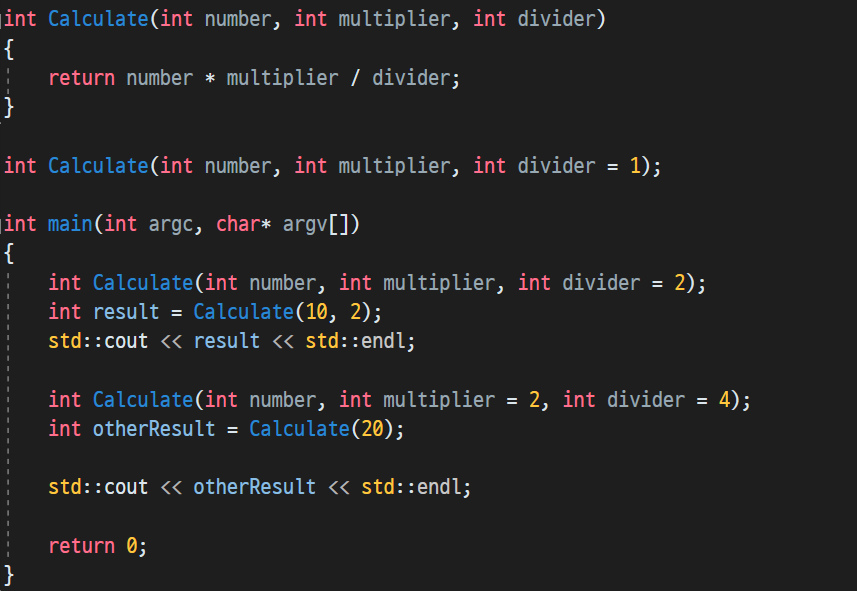 int Calculate(int number, int multiplier, int divider)
{
    return number * multiplier / divider;
}

int Calculate(int number, int multiplier, int divider = 1);

int main(int argc, char* argv[])
{
    int Calculate(int number, int multiplier, int divider = 2);
    int result = Calculate(10, 2);
    std::cout << result << std::endl;

    int Calculate(int number, int multiplier = 2, int divider = 4);
    int otherResult = Calculate(20);

    std::cout << otherResult << std::endl;

    return 0;
}